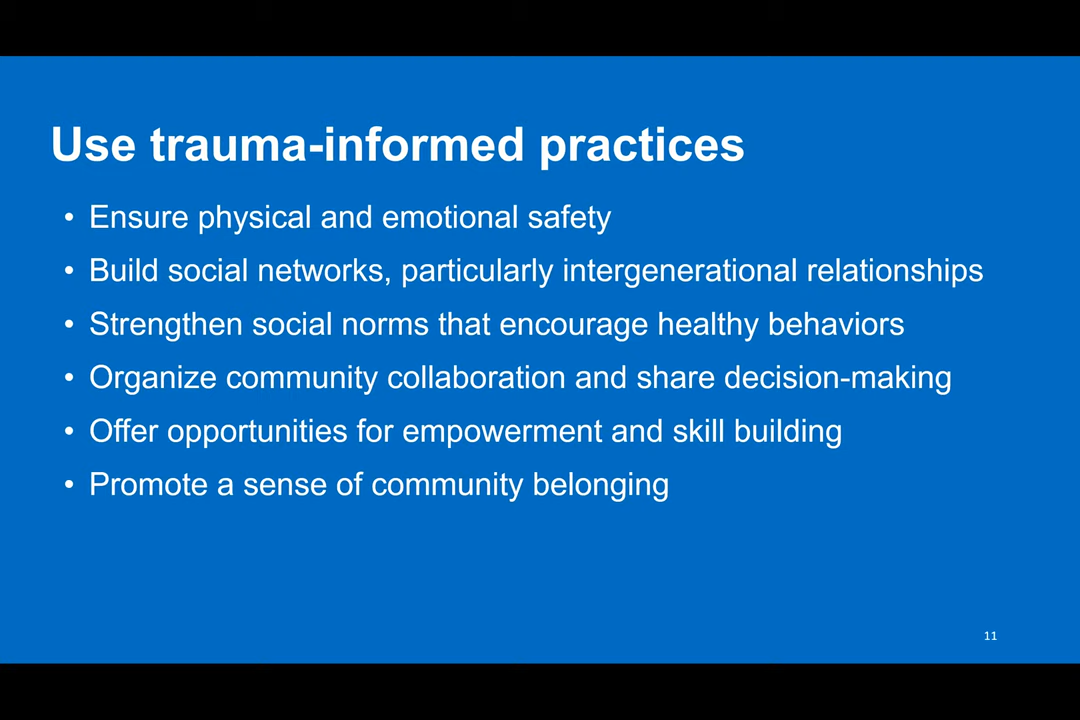 Use trauma-informed practices
• Ensure physical and emotional safety
• Build social networks, particularly intergenerational relationships
• Strengthen social norms that encourage healthy behaviors
• Organize community collaboration and share decision-making
• Offer opportunities for empowerment and skill building
• Promote a sense of community belonging
11